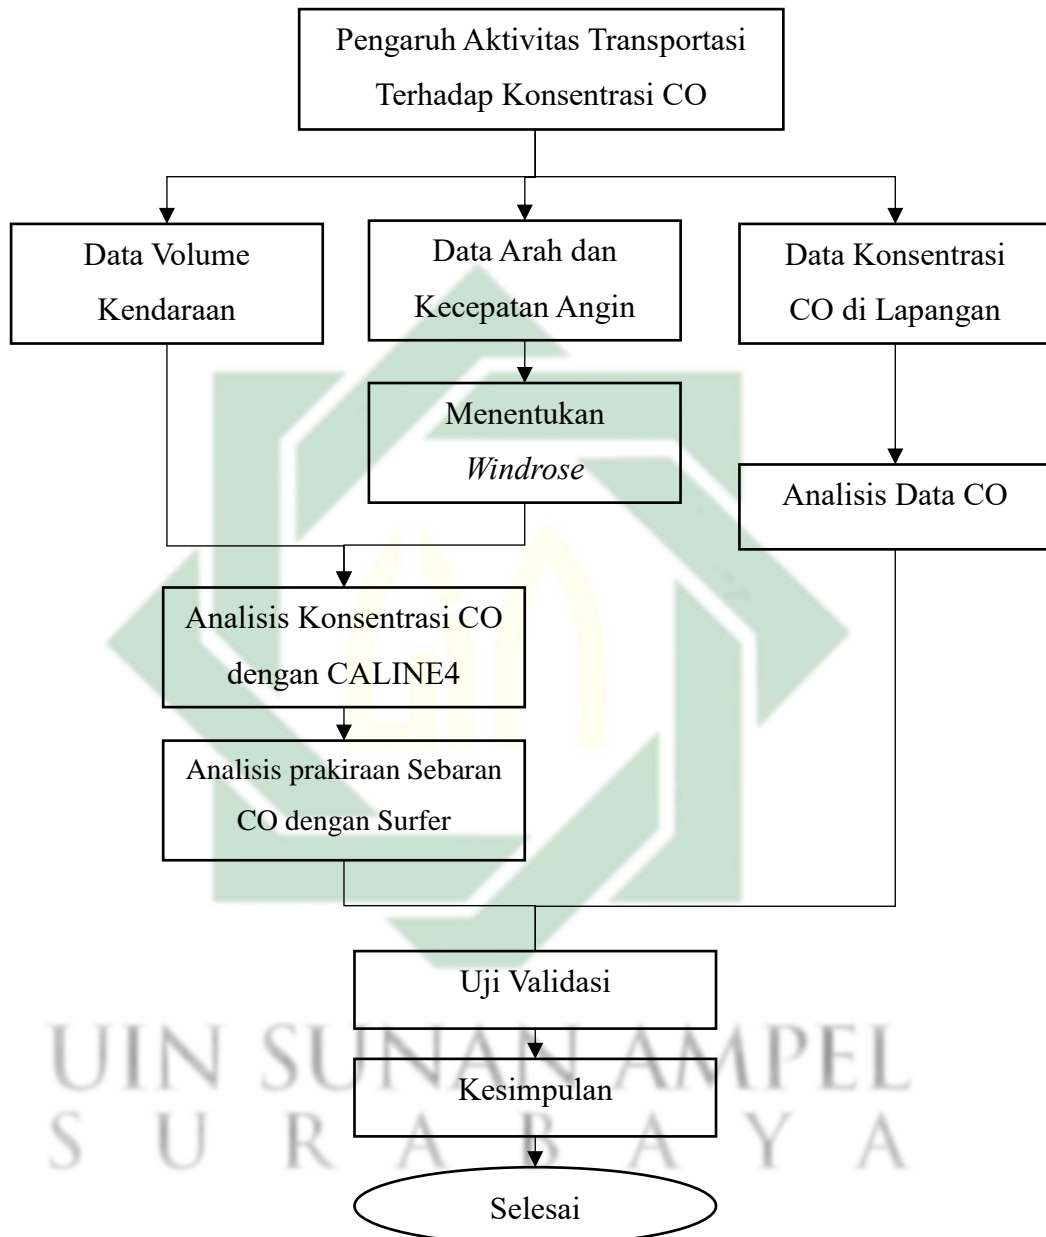 Pengaruh Aktivitas Transportasi
Terhadap Konsentrasi CO
Data Volume
Kendaraan
Data Arah dan
Kecepatan Angin
Data Konsentrasi
CO di Lapangan
Menentukan
Windrose
Analisis Data CO
Analisis Konsentrasi CO
dengan CALINE4
Analisis prakiraan Sebaran
CO dengan Surfer
Uji Validasi
UIN SUNAN AMPEL
Kesimpulan
S U R A B A Y A
Selesai